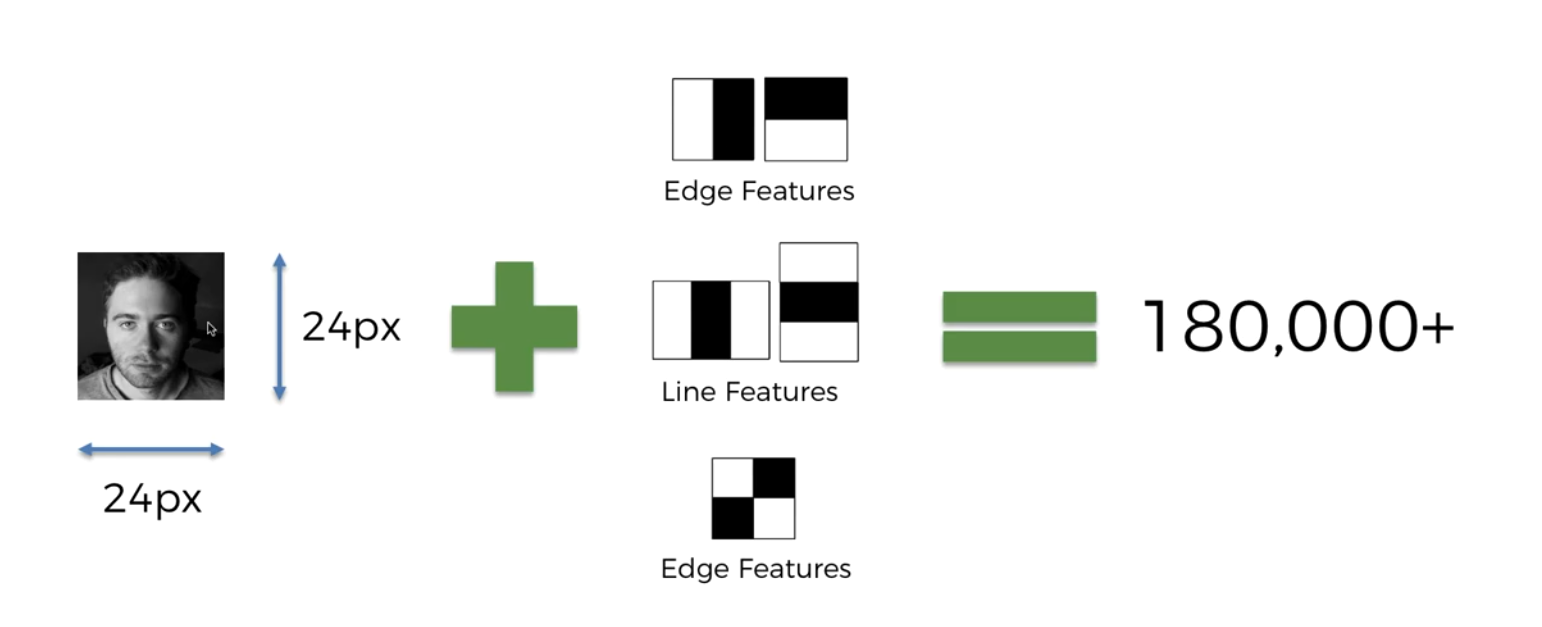 Edge Features
24px
180,000+
Line Features
24px
Edge Features